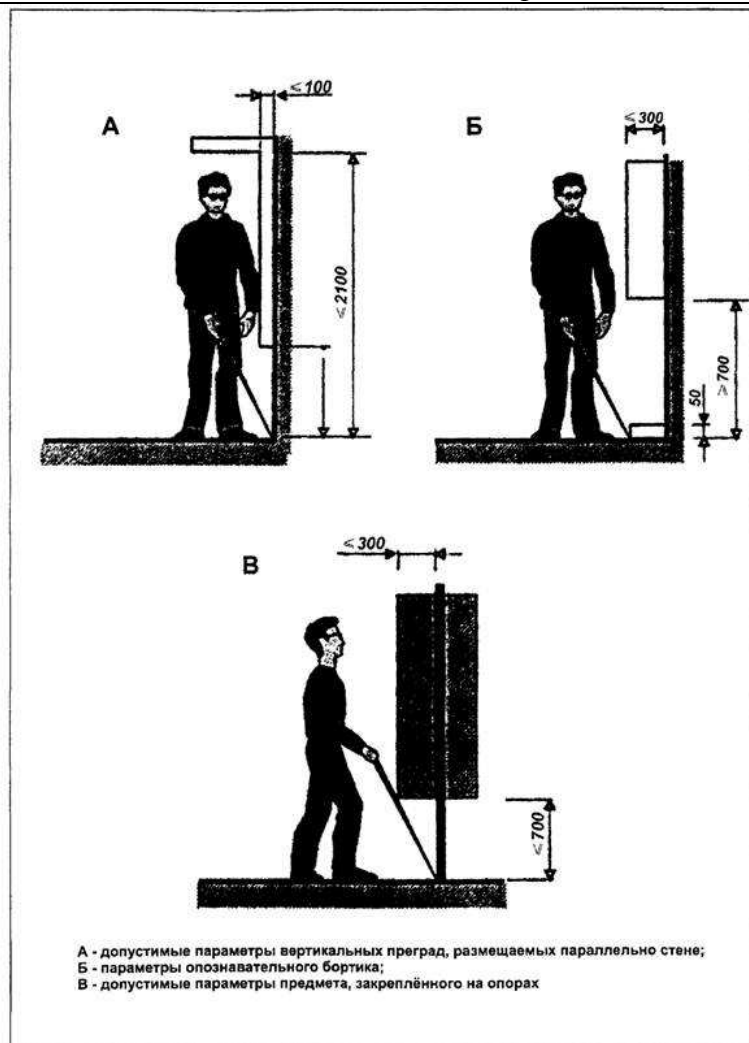 ≤100
А
≤2100
Б
≤300
≥700
50
В
≤300
≤700
А - допустимые параметры вертикальных преград, размещаемых параллельно стене;
Б - параметры опознавательного бортика;
В - допустимые параметры предмета, закреплённого на опорах